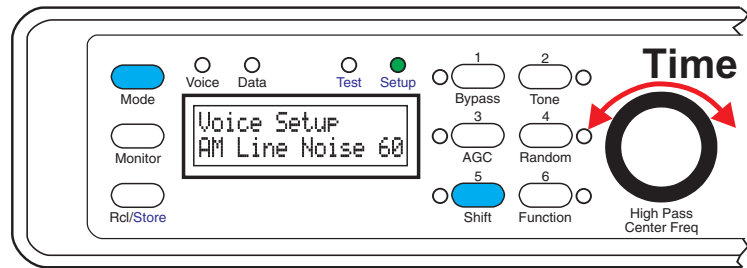 Time
Voice Data Test Setup
1 2
Mode
Bypass Tone
Voice Setup
AM Line Noise 60
3 4
Monitor
AGC Random
5 6
Rcl/Store
Shift Function
High Pass
Center Freq